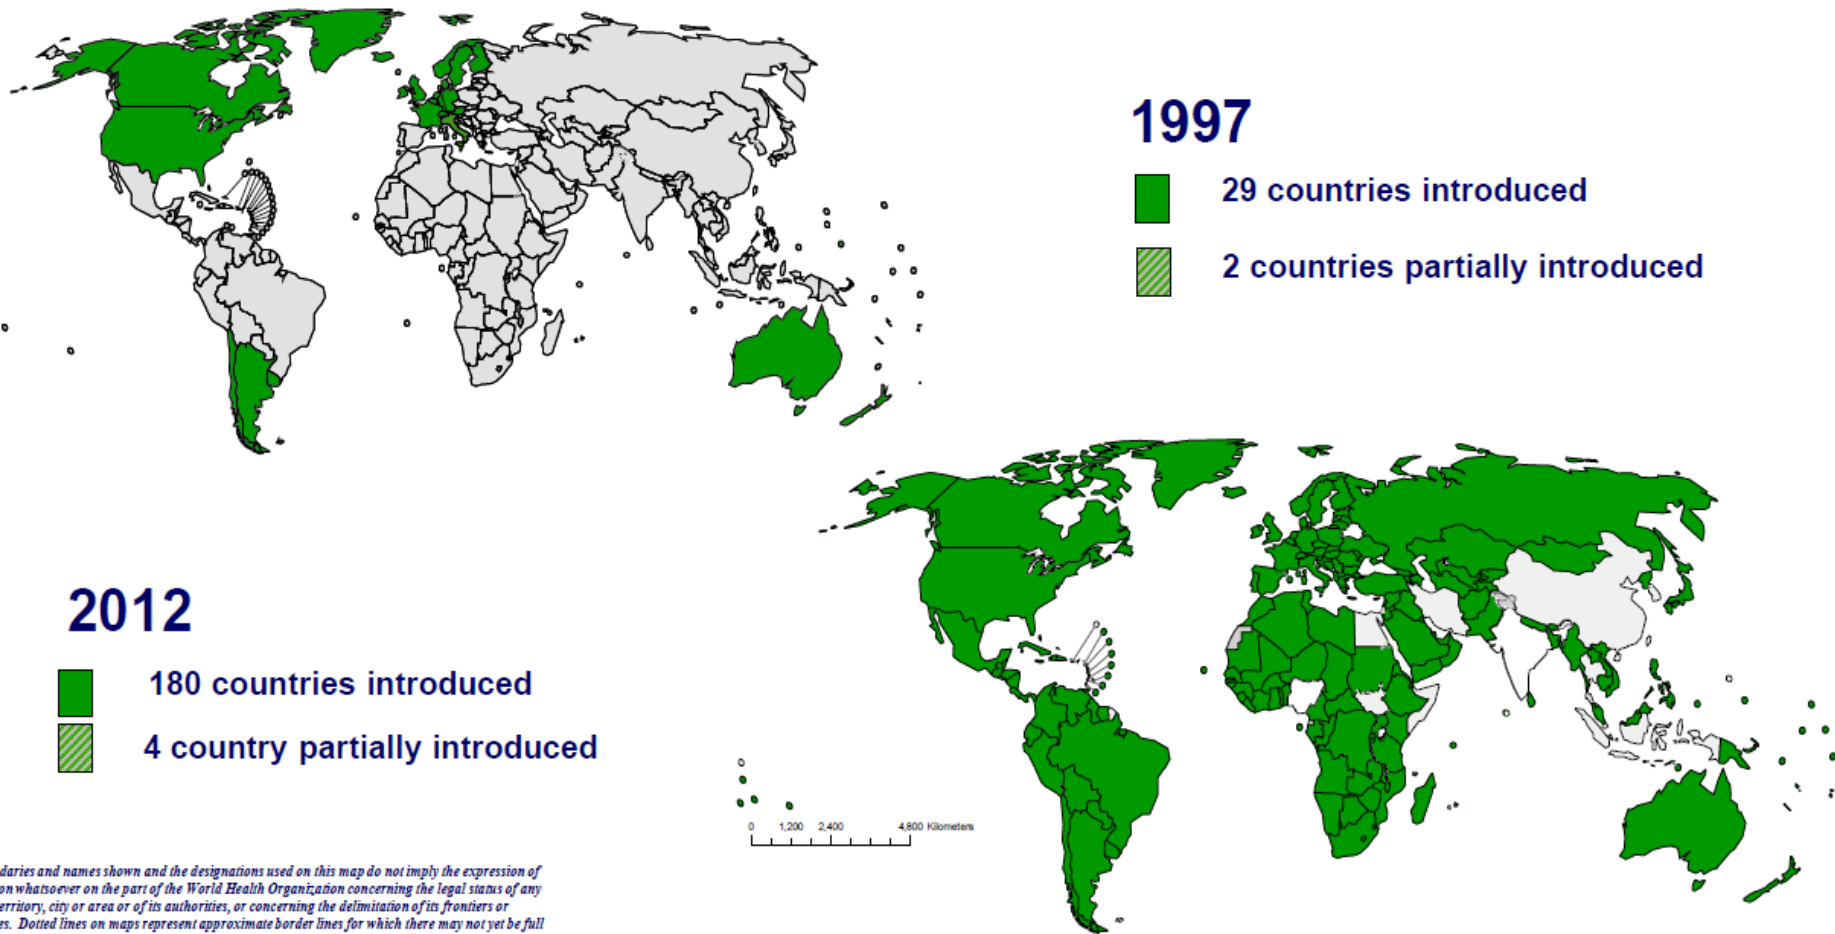 1997
29 countries introduced
2 countries partially introduced
2012
180 countries introduced
4 country partially introduced
0 1,200 2,400 4,800 Kilometers
daries and names shown and the designations used on this map do not imply the expression of
on whatsoever on the part of the World Health Organization concerning the legal status of any
erritory, city or area or of its authorities, or concerning the delimitation of its frontiers or
es. Dotted lines on maps represent approximate border lines for which there may not yet be full